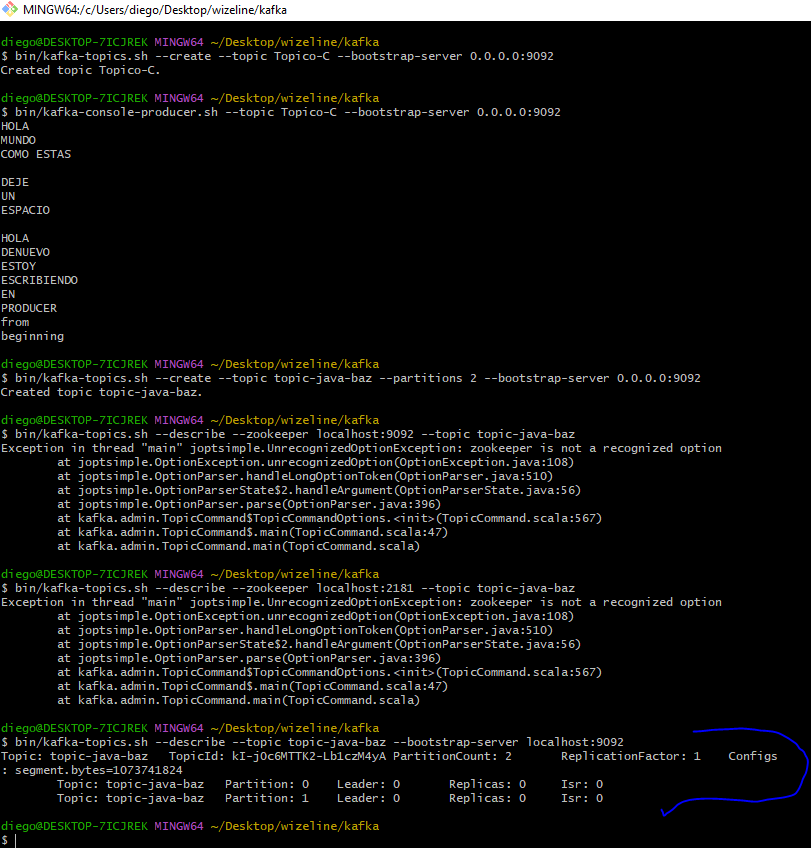 MINGW64:/c/Users/diego/Desktop/wizeline/kafka
diego@DESKTOP-7ICJREK MINGW64 ~/Desktop/wizeline/kafka
$ bin/kafka-topics.sh --create --topic Topico-C --bootstrap-server 0.0.0.0:9092
Created topic Topico-C.
diego@DESKTOP-7ICJREK MINGW64 ~/Desktop/wizeline/kafka
$ bin/kafka-console-producer.sh --topic Topico-C --bootstrap-server 0.0.0.0:9092
HOLA
MUNDO
COMO ESTAS
DEJE
UN
ESPACIO
HOLA
DENUEVO
ESTOY
ESCRIBIENDO
EN
PRODUCER
from
beginning
diego@DESKTOP-7ICJREK MINGW64 ~/Desktop/wizeline/kafka
$ bin/kafka-topics.sh --create --topic topic-java-baz --partitions 2 --bootstrap-server 0.0.0.0:9092
Created topic topic-java-baz.
diego@DESKTOP-7ICJREK MINGW64 ~/Desktop/wizeline/kafka
$ bin/kafka-topics.sh --describe --zookeeper localhost:9092 --topic topic-java-baz
Exception in thread "main" joptsimple.UnrecognizedOptionException: zookeeper is not a recognized option
at joptsimple.OptionException.unrecognizedOption(OptionException.java:108)
at joptsimple.OptionParser.handleLongOptionToken(OptionParser.java:510)
at joptsimple.OptionParserState$2.handleArgument(OptionParserState.java:56)
at joptsimple.OptionParser.parse(OptionParser.java:396)
at kafka.admin.TopicCommand$TopicCommandOptions.<init>(TopicCommand.scala:567)
at kafka.admin.TopicCommand$.main(TopicCommand.scala:47)
at kafka.admin.TopicCommand.main(TopicCommand.scala)
diego@DESKTOP-7ICJREK MINGW64 ~/Desktop/wizeline/kafka
$ bin/kafka-topics.sh --describe --zookeeper localhost:2181 --topic topic-java-baz
Exception in thread "main" joptsimple.UnrecognizedOptionException: zookeeper is not a recognized option
at joptsimple.OptionException.unrecognizedOption(OptionException.java:108)
at joptsimple.OptionParser.handleLongOptionToken(OptionParser.java:510)
at joptsimple.OptionParserState$2.handleArgument(OptionParserState.java:56)
at joptsimple.OptionParser.parse(OptionParser.java:396)
at kafka.admin.TopicCommand$TopicCommandOptions.<init>(TopicCommand.scala:567)
at kafka.admin.TopicCommand$.main(TopicCommand.scala:47)
at kafka.admin.TopicCommand.main(TopicCommand.scala)
diego@DESKTOP-7ICJREK MINGW64 ~/Desktop/wizeline/kafka
$ bin/kafka-topics.sh --describe --topic topic-java-baz --bootstrap-server localhost:9092
Topic: topic-java-baz TopicId: kI-jOc6MTTK2-Lb1czM4yA PartitionCount: 2 ReplicationFactor: 1 Configs
: segment.bytes=1073741824
Topic: topic-java-baz Partition: 0 Leader: 0 Replicas: 0 Isr: 0
Topic: topic-java-baz Partition: 1 Leader: 0 Replicas: 0 Isr: 0
diego@DESKTOP-7ICJREK MINGW64 ~/Desktop/wizeline/kafka
$